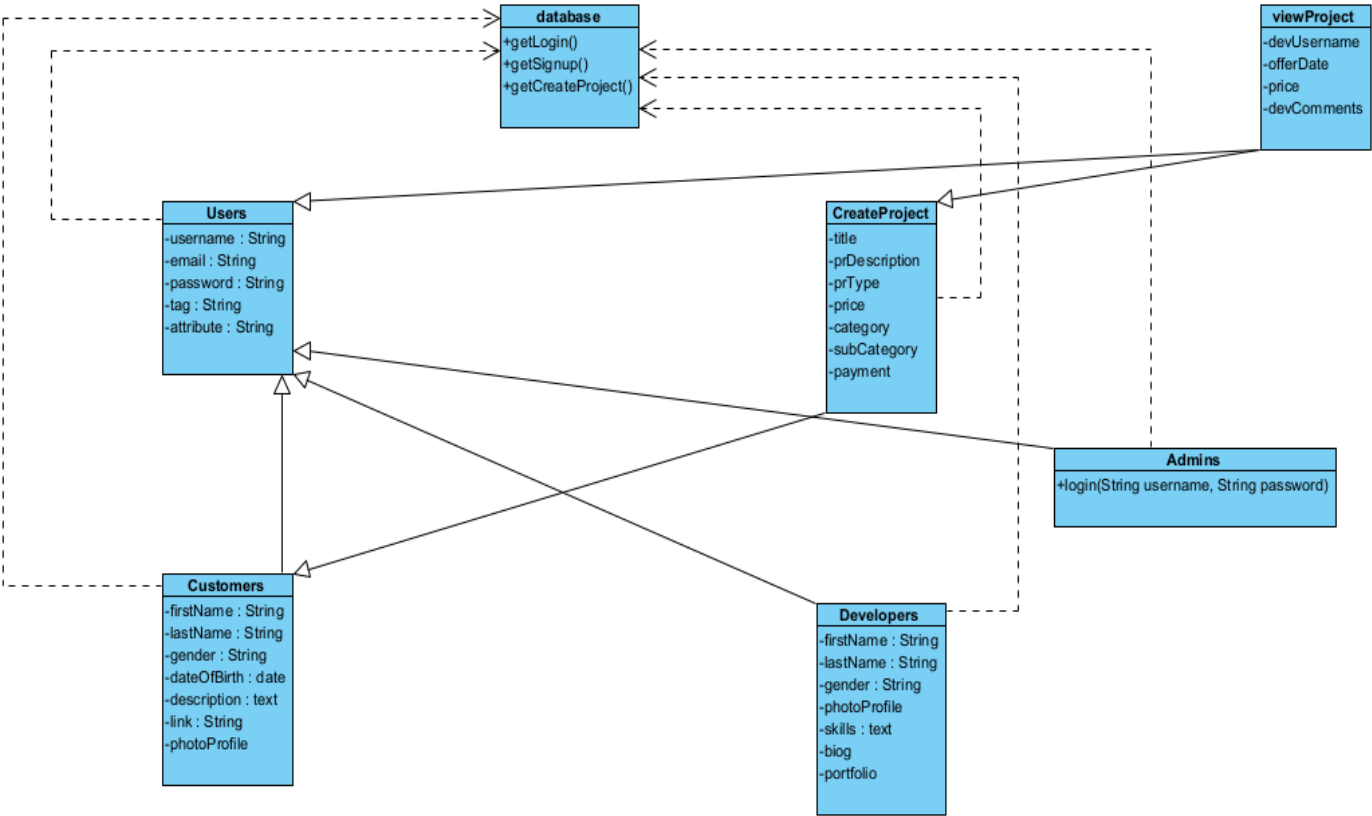 database
+getLogin()
+getSignup()
+getCreateProject()
viewProject
-devUsername
-offerDate
-price
-devComments
Users
-username : String
-email : String
-password : String
-tag : String
-attribute : String
CreateProject
-title
-prDescription
-prType
-price
-category
-subCategory
-payment
Admins
+login(String username, String password)
Customers
-firstName : String
-lastName : String
-gender : String
-dateOfBirth : date
-description : text
-link : String
-photoProfile
Developers
-firstName : String
-lastName : String
-gender : String
-photoProfile
-skills : text
-biog
-portfolio